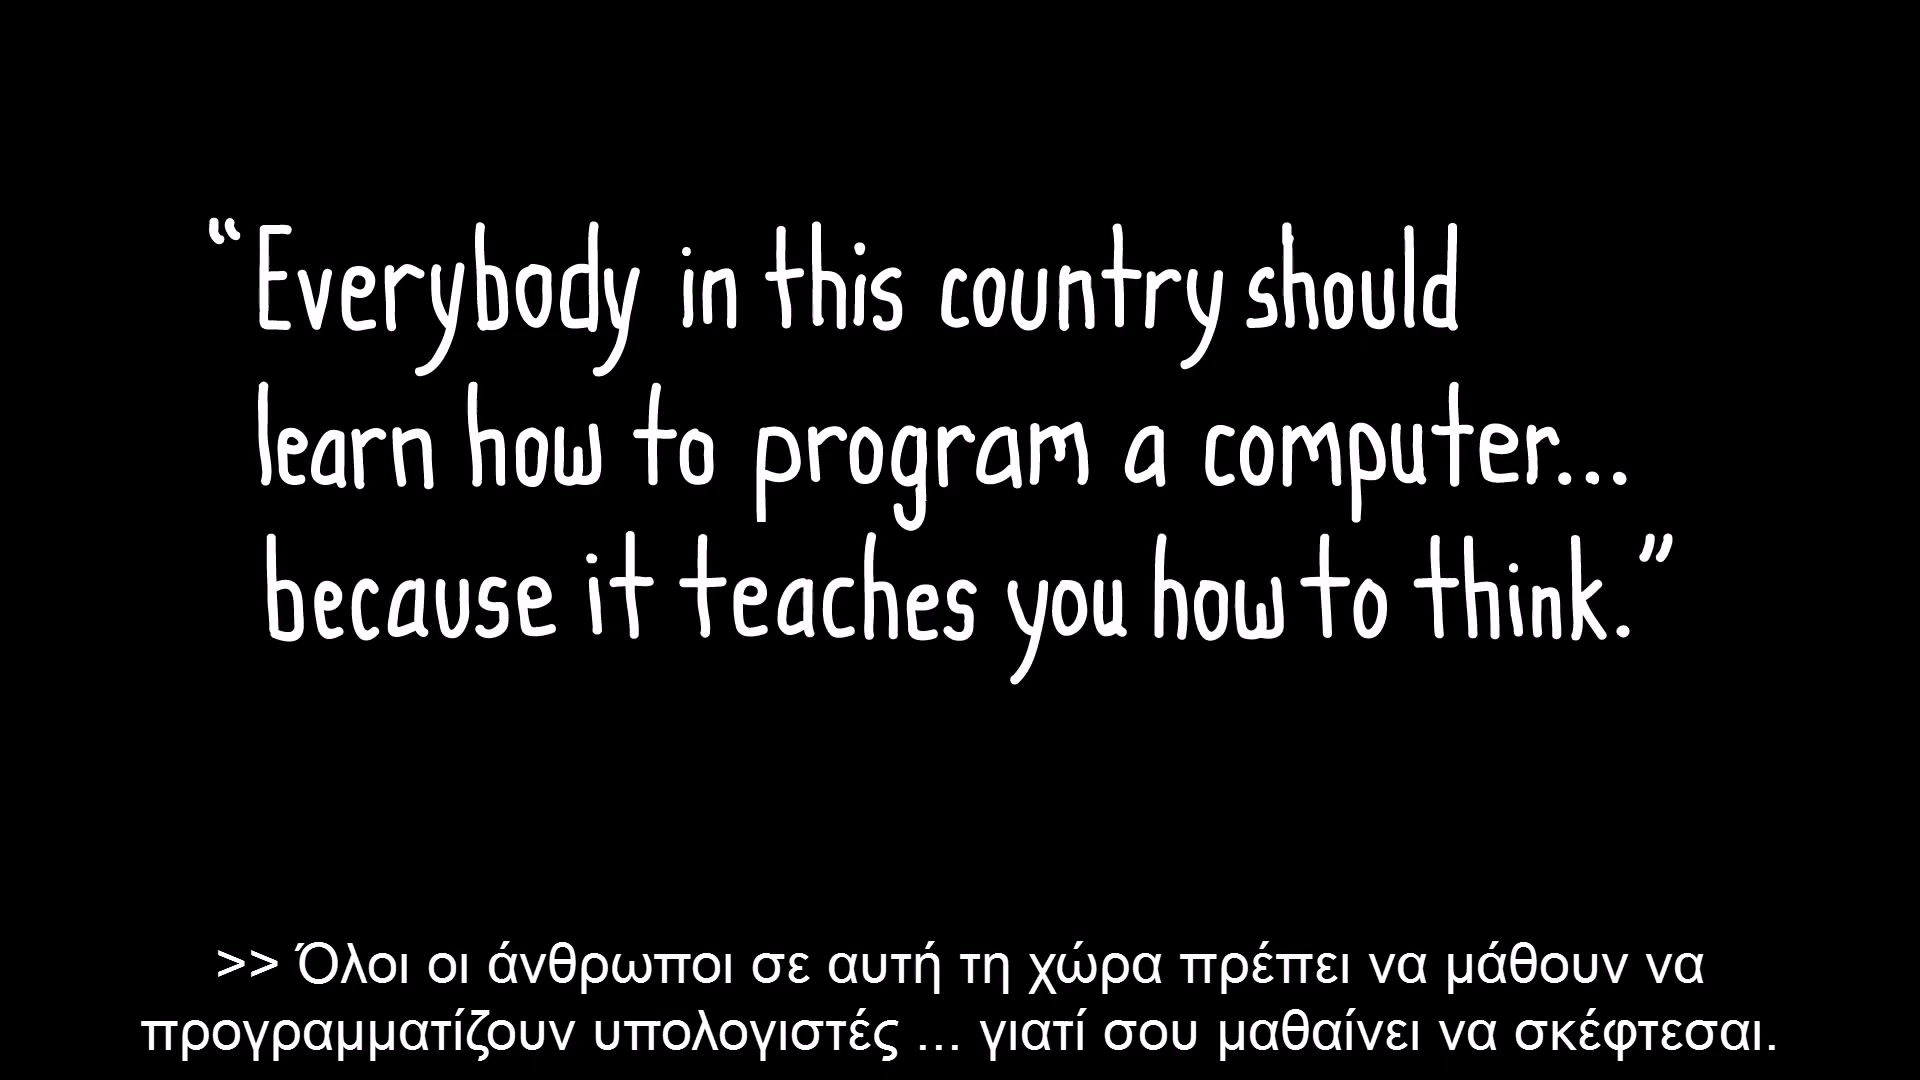 “Everybody in this country should
learn how to program a computer...
because it teaches you how to think.”
>> Όλοι οι άνθρωποι σε αυτή τη χώρα πρέπει να μάθουν να
προγραμματίζουν υπολογιστές ... γιατί σου μαθαίνει να σκέφτεσαι.